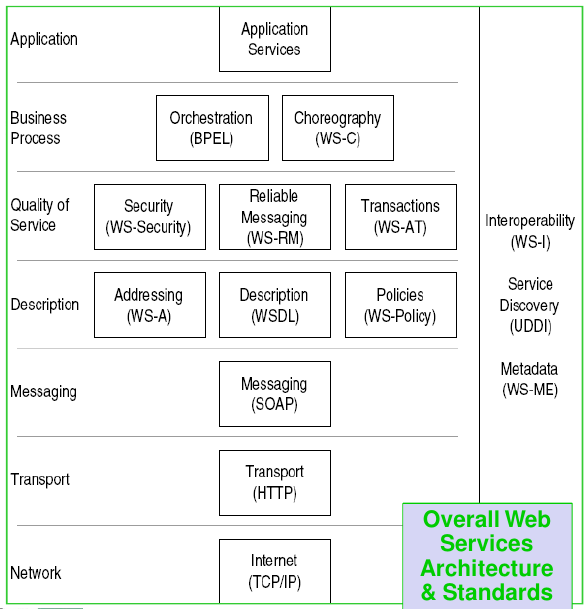 Application
Application
Services
Business
Process
Orchestration
(BPEL)
Choreography
(WS-C)
Quality of
Service
Security
(WS-Security)
Reliable
Messaging
(WS-RM)
Transactions
(WS-AT)
Description
Addressing
(WS-A)
Description
(WSDL)
Policies
(WS-Policy)
Messaging
Messaging
(SOAP)
Transport
Transport
(HTTP)
Network
Internet
(TCP/IP)
Interoperability
(WS-I)
Service
Discovery
(UDDI)
Metadata
(WS-ME)
Overall Web
Services
Architecture
& Standards